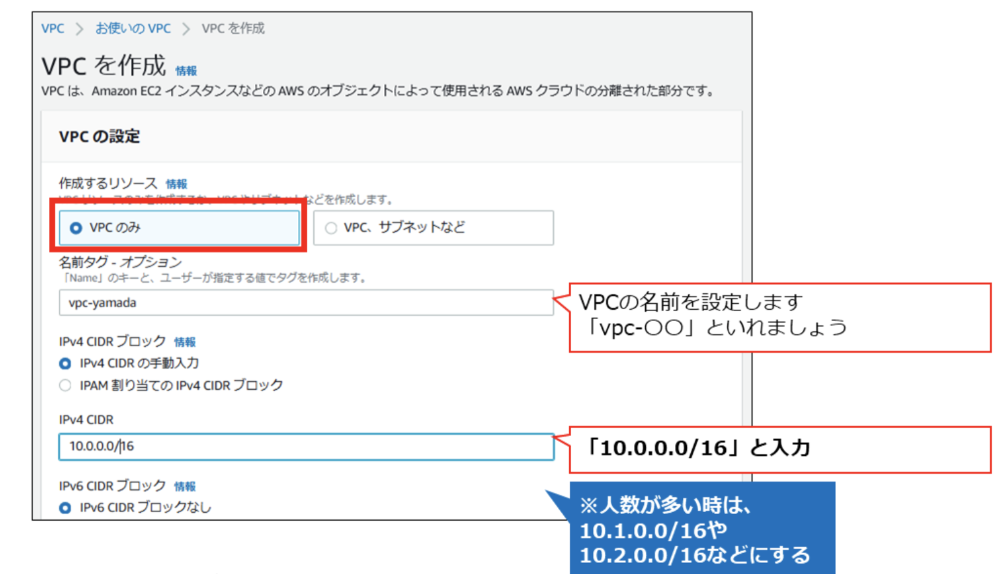 VPC > お使いの VPC > VPC を作成
VPC を作成 情報
VPC は、Amazon EC2 インスタンスなどの AWS のオブジェクトによって使用される AWS クラウドの分離された部分です。
VPC の設定
作成するリソース 情報
VPC リソースのみを作成するか、VPC やサブネットなどを作成します。
VPC のみ
VPC、サブネットなど
名前タグ - オプション
「Name」のキーと、ユーザーが指定する値でタグを作成します。
vpc-yamada
VPCの名前を設定します
「vpc-〇〇」といれましょう
IPv4 CIDR ブロック 情報
IPv4 CIDR の手動入力
IPAM 割り当ての IPv4 CIDR ブロック
IPv4 CIDR
10.0.0.0/16
「10.0.0.0/16」と入力
IPv6 CIDR ブロック 情報
IPv6 CIDR ブロックなし
※人数が多い時は、
10.1.0.0/16や
10.2.0.0/16などにする